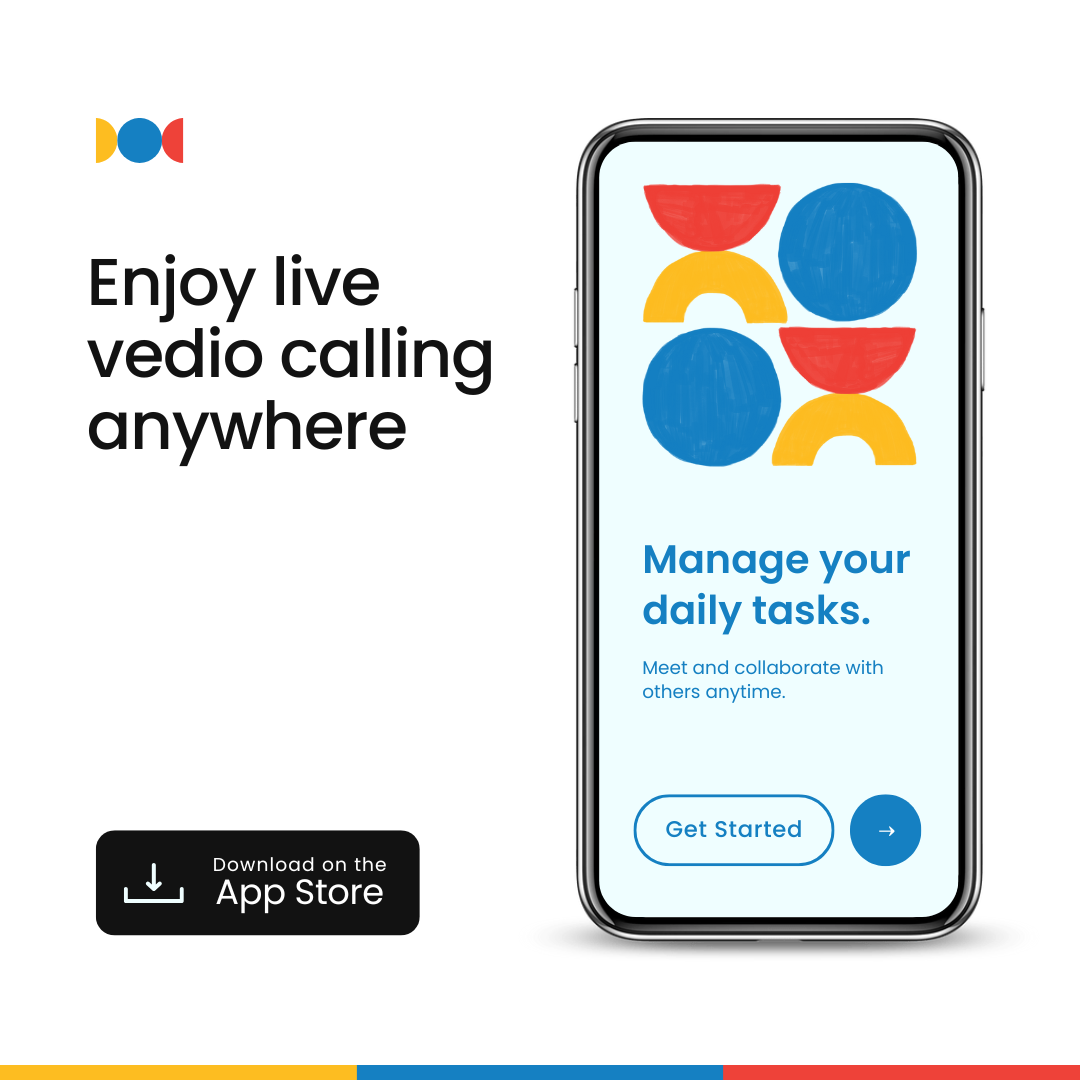 Enjoy live
vedio calling
anywhere
Download on the
App Store
Manage your
daily tasks.
Meet and collaborate with
others anytime.
Get Started
→